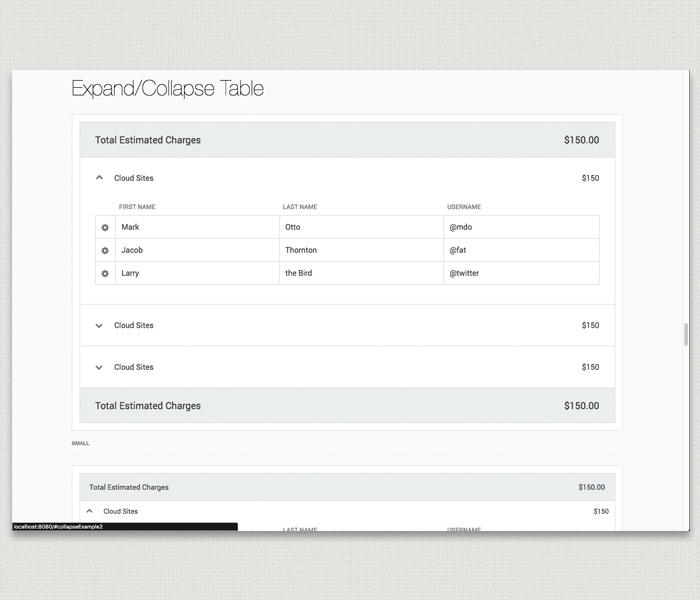 Expand/Collapse Table
Total Estimated Charges $150.00
Cloud Sites $150
FIRST NAME LAST NAME USERNAME
Mark Otto @mdo
Jacob Thornton @fat
Larry the Bird @twitter
Cloud Sites $150
Cloud Sites $150
Total Estimated Charges $150.00
SMALL
Total Estimated Charges $150.00
Cloud Sites $150
LAST NAME USERNAME
localhost:8080/#collapseExample2